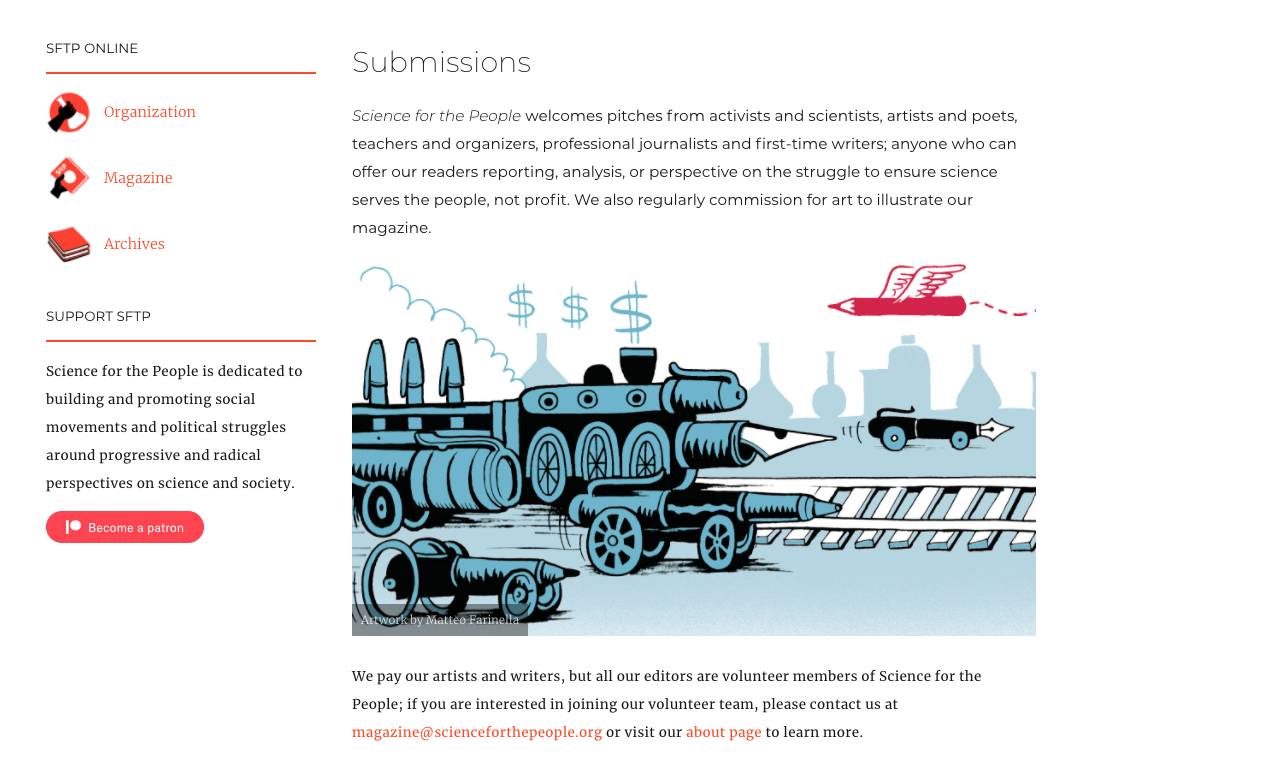 SFTP ONLINE
Organization
Magazine
Archives
SUPPORT SFTP
Science for the People is dedicated to
building and promoting social
movements and political struggles
around progressive and radical
perspectives on science and society.
Become a patron
Submissions
Science for the People welcomes pitches from activists and scientists, artists and poets,
teachers and organizers, professional journalists and first-time writers; anyone who can
offer our readers reporting, analysis, or perspective on the struggle to ensure science
serves the people, not profit. We also regularly commission for art to illustrate our
magazine.
$ $ $
Artwork by Matteo Farinella
We pay our artists and writers, but all our editors are volunteer members of Science for the
People; if you are interested in joining our volunteer team, please contact us at
magazine@scienceforthepeople.org or visit our about page to learn more.